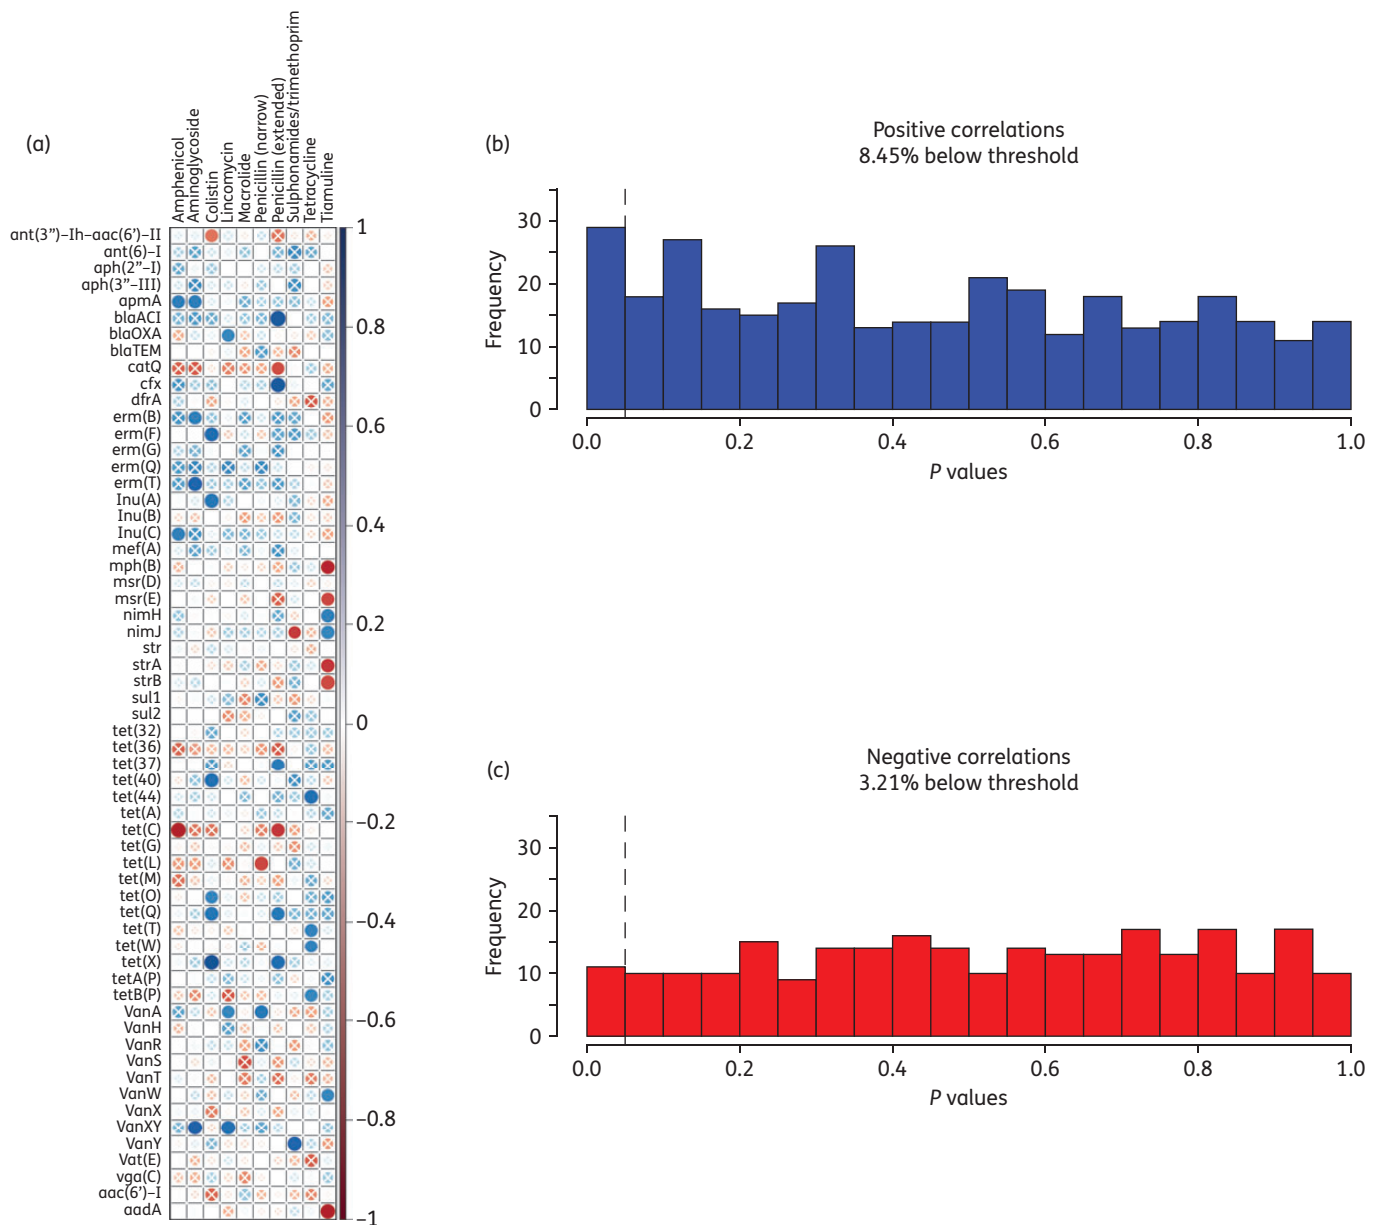 (a)
Amphenicol
Aminoglycoside
Colistin
Lincomycin
Macrolide
Penicillin (narrow)
Penicillin (extended)
Sulphonamides/trimethoprim
Tetracycline
Tiamuline
ant(3”)–Ih–aac(6’)–II
ant(6)–I
aph(2”–I)
aph(3”–III)
apmA
blaACI
blaOXA
blaTEM
catQ
cfx
dfrA
erm(B)
erm(F)
erm(G)
erm(Q)
erm(T)
Inu(A)
Inu(B)
Inu(C)
mef(A)
mph(B)
msr(D)
msr(E)
nimH
nimJ
str
strA
strB
sul1
sul2
tet(32)
tet(36)
tet(37)
tet(40)
tet(44)
tet(A)
tet(C)
tet(G)
tet(L)
tet(M)
tet(O)
tet(Q)
tet(T)
tet(W)
tet(X)
tetA(P)
tetB(P)
VanA
VanH
VanR
VanS
VanT
VanW
VanX
VanXY
VanY
Vat(E)
vga(C)
aac(6’)–I
aadA
1
0.8
0.6
0.4
0.2
0
–0.2
–0.4
–0.6
–0.8
–1
(b)
Positive correlations
8.45% below threshold
Frequency
30
20
10
0
0.0 0.2 0.4 0.6 0.8 1.0
P values
(c)
Negative correlations
3.21% below threshold
Frequency
30
20
10
0
0.0 0.2 0.4 0.6 0.8 1.0
P values